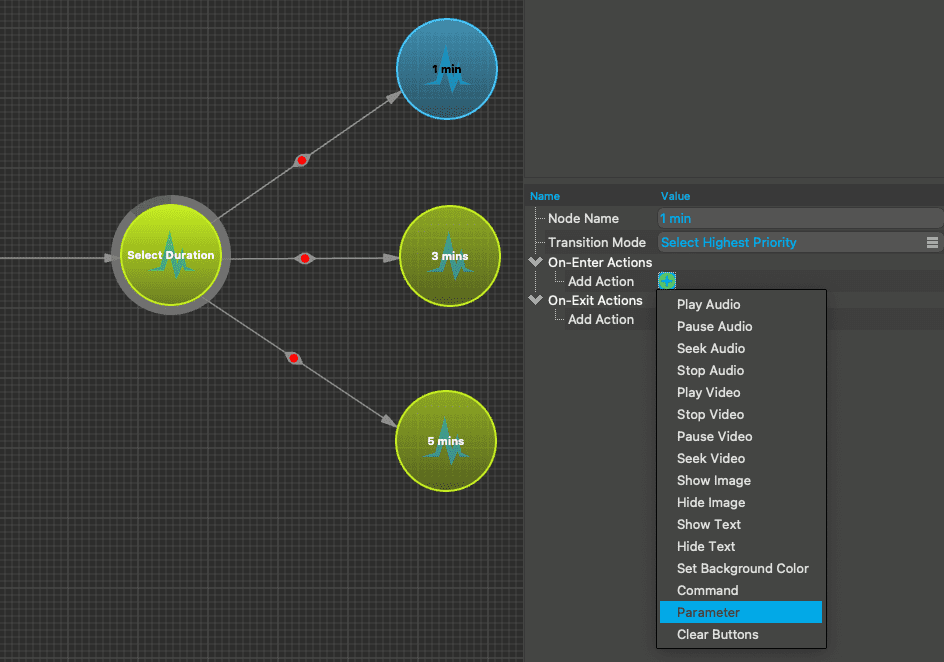 1 min
Select Duration
3 mins
5 mins
Name Value
Node Name 1 min
Transition Mode Select Highest Priority
On-Enter Actions
Add Action
On-Exit Actions
Add Action
Play Audio
Pause Audio
Seek Audio
Stop Audio
Play Video
Stop Video
Pause Video
Seek Video
Show Image
Hide Image
Show Text
Hide Text
Set Background Color
Command
Parameter
Clear Buttons